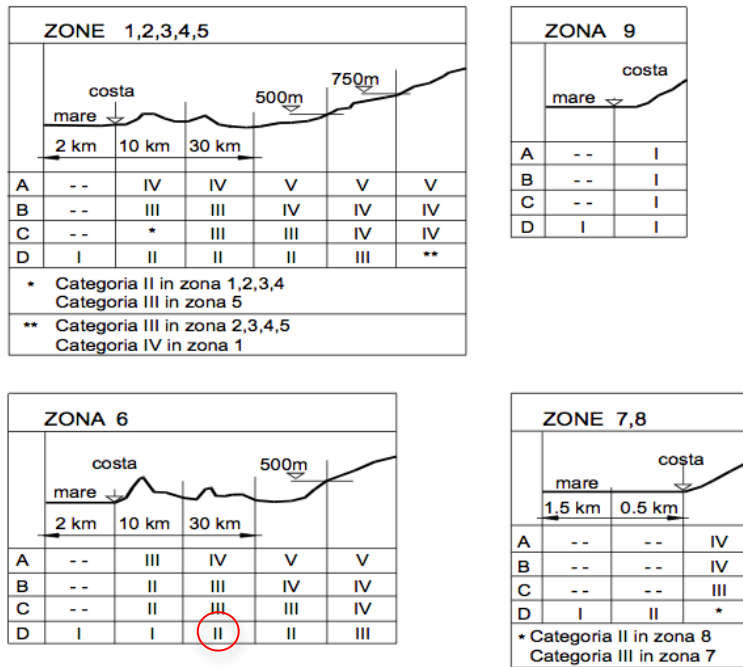 ZONE 1,2,3,4,5
costa
mare
500m
750m
2 km 10 km 30 km
A -- IV IV V V V
B -- III III IV IV IV
C -- * III III IV IV
D I II II II III **
* Categoria II in zona 1,2,3,4
Categoria III in zona 5
** Categoria III in zona 2,3,4,5
Categoria IV in zona 1
ZONA 9
costa
mare
A -- I
B -- I
C -- I
D I I
ZONA 6
costa
mare
500m
2 km 10 km 30 km
A -- III IV V V
B -- II III IV IV
C -- II III III IV
D I I II II III
ZONE 7,8
costa
mare
1.5 km 0.5 km
A -- -- IV
B -- -- IV
C -- -- III
D I II *
* Categoria II in zona 8
Categoria III in zona 7